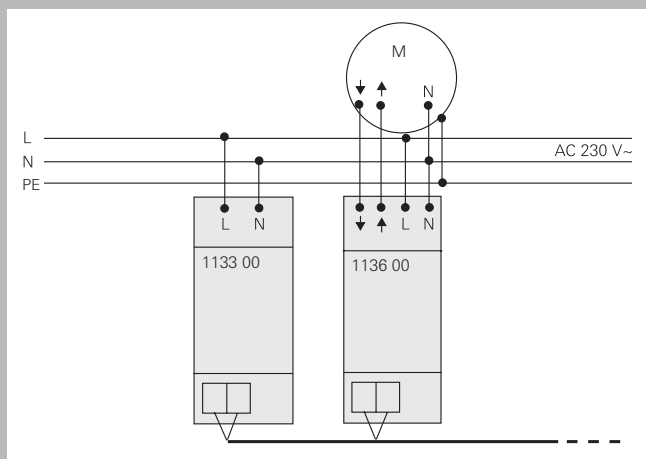 M
↓ ↑ N
L
N
AC 230 V~
PE
L N
↓ ↑ L N
1133 00
1136 00